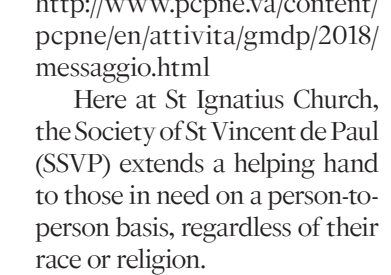 http://www.pcpne.va/content/
pcpne/en/attivita/gmdp/2018/
messaggio.html
Here at St Ignatius Church,
the Society of St Vincent de Paul
(SSVP) extends a helping hand
to those in need on a person-to-
person basis, regardless of their
race or religion.